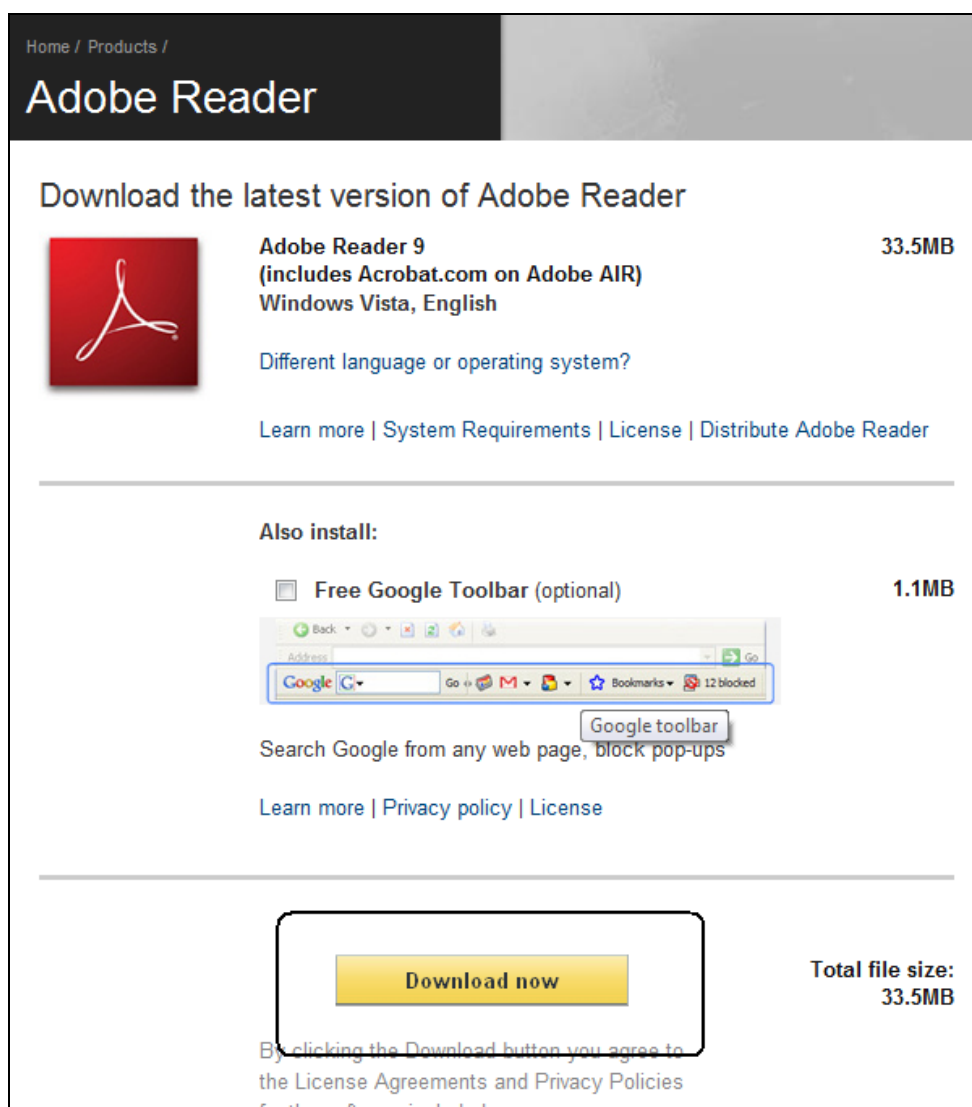 Home / Products /
Adobe Reader
Download the latest version of Adobe Reader
Adobe Reader 9 33.5MB
(includes Acrobat.com on Adobe AIR)
Windows Vista, English
Different language or operating system?
Learn more | System Requirements | License | Distribute Adobe Reader
Also install:
Free Google Toolbar (optional) 1.1MB
Back
Address Go
Google G Go M Bookmarks 12 blocked
Google toolbar
Search Google from any web page, block pop-ups
Learn more | Privacy policy | License
Download now
Total file size:
33.5MB
By clicking the Download button you agree to
the License Agreements and Privacy Policies